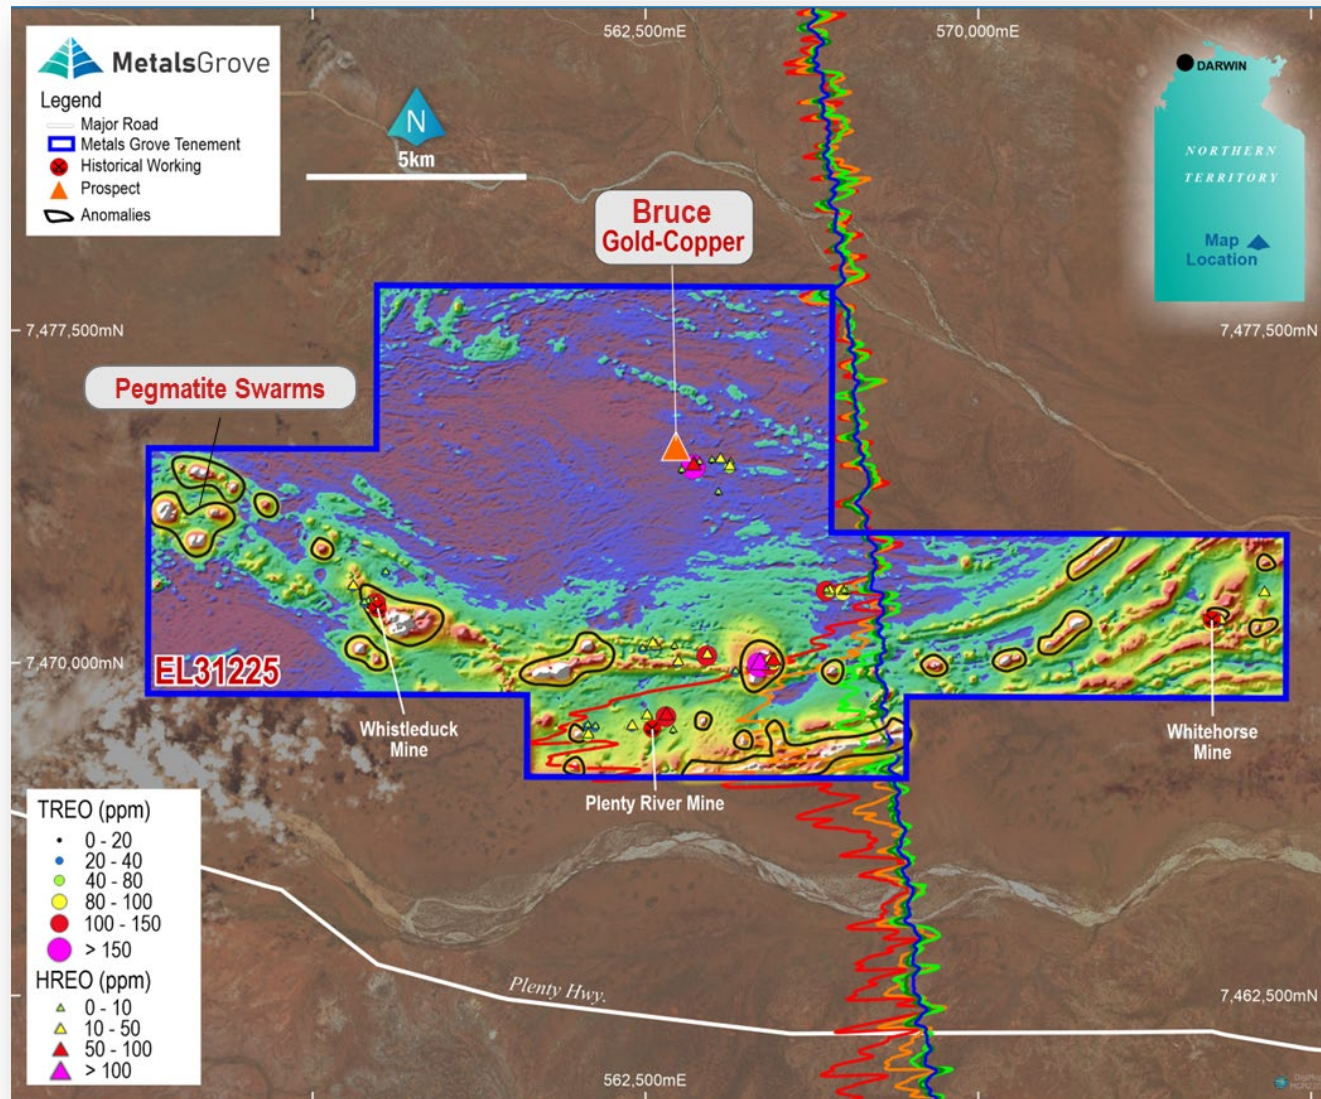 562,500mE
570,000mE
MetalsGrove
Legend
Major Road
Metals Grove Tenement
Historical Working
Prospect
Anomalies
N
5km
DARWIN
NORTHERN
TERRITORY
Map
Location
Bruce
Gold-Copper
7,477,500mN
7,477,500mN
Pegmatite Swarms
EL31225
7,470,000mN
Whistleduck
Mine
Plenty River Mine
Whitehorse
Mine
TREO (ppm)
0 - 20
20 - 40
40 - 80
80 - 100
100 - 150
> 150
HREO (ppm)
0 - 10
10 - 50
50 - 100
> 100
Plenty Hwy.
7,462,500mN
562,500mE